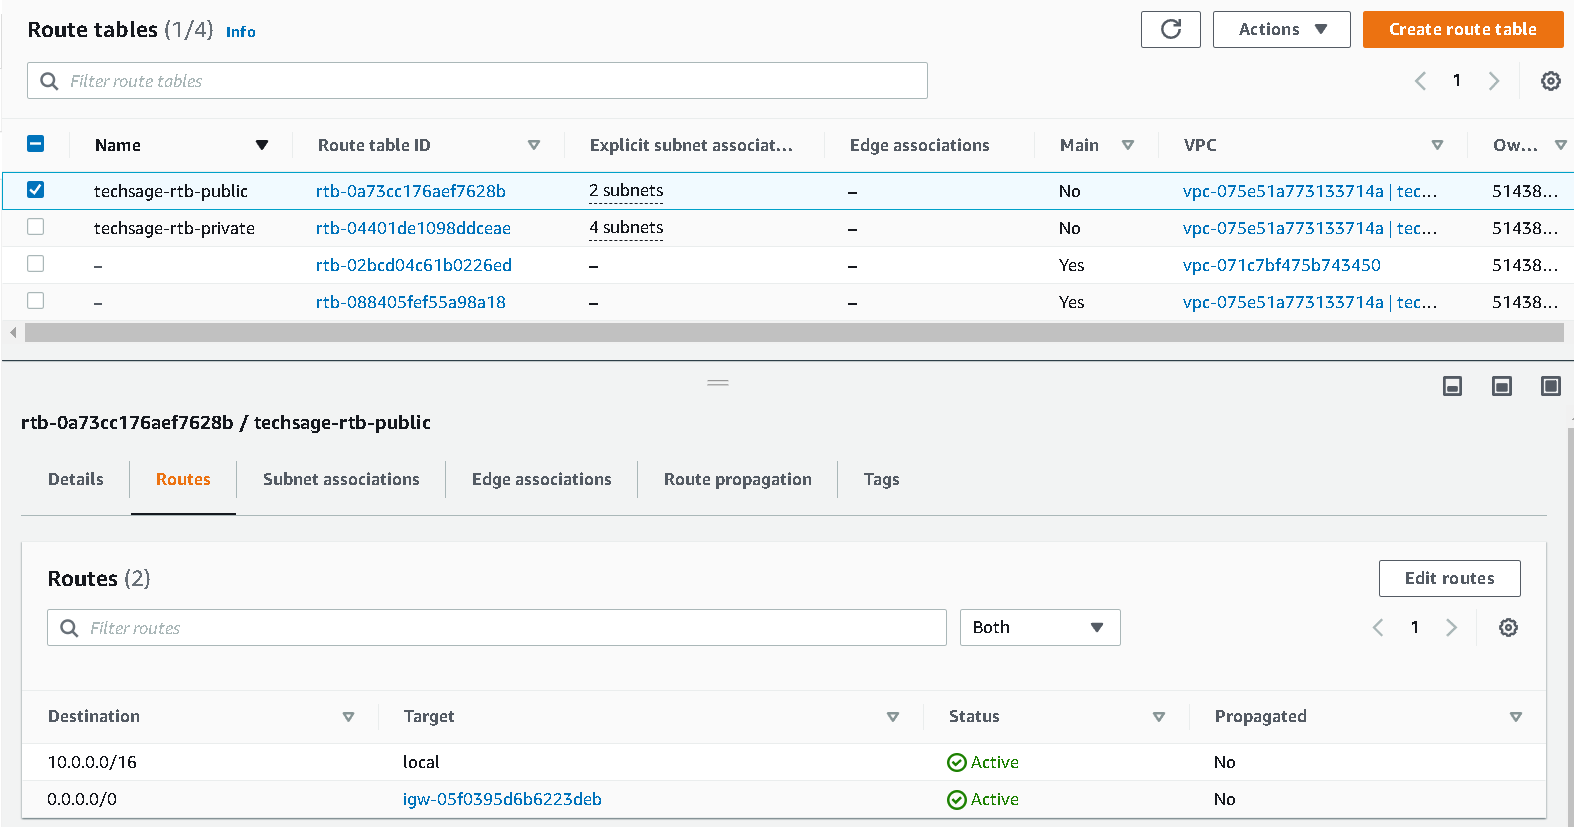 Route tables (1/4) Info
Actions
Create route table
Filter route tables
1
Name Route table ID Explicit subnet associat... Edge associations Main VPC Ow...
techsage-rtb-public rtb-0a73cc176aef7628b 2 subnets – No vpc-075e51a773133714a | tec... 51438...
techsage-rtb-private rtb-04401de1098ddceae 4 subnets – No vpc-075e51a773133714a | tec... 51438...
– rtb-02bcd04c61b0226ed – – Yes vpc-071c7bf475b743450 51438...
– rtb-088405fef55a98a18 – – Yes vpc-075e51a773133714a | tec... 51438...
rtb-0a73cc176aef7628b / techsage-rtb-public
Details Routes Subnet associations Edge associations Route propagation Tags
Routes (2)
Edit routes
Filter routes
Both
1
Destination Target Status Propagated
10.0.0.0/16 local Active No
0.0.0.0/0 igw-05f0395d6b6223deb Active No